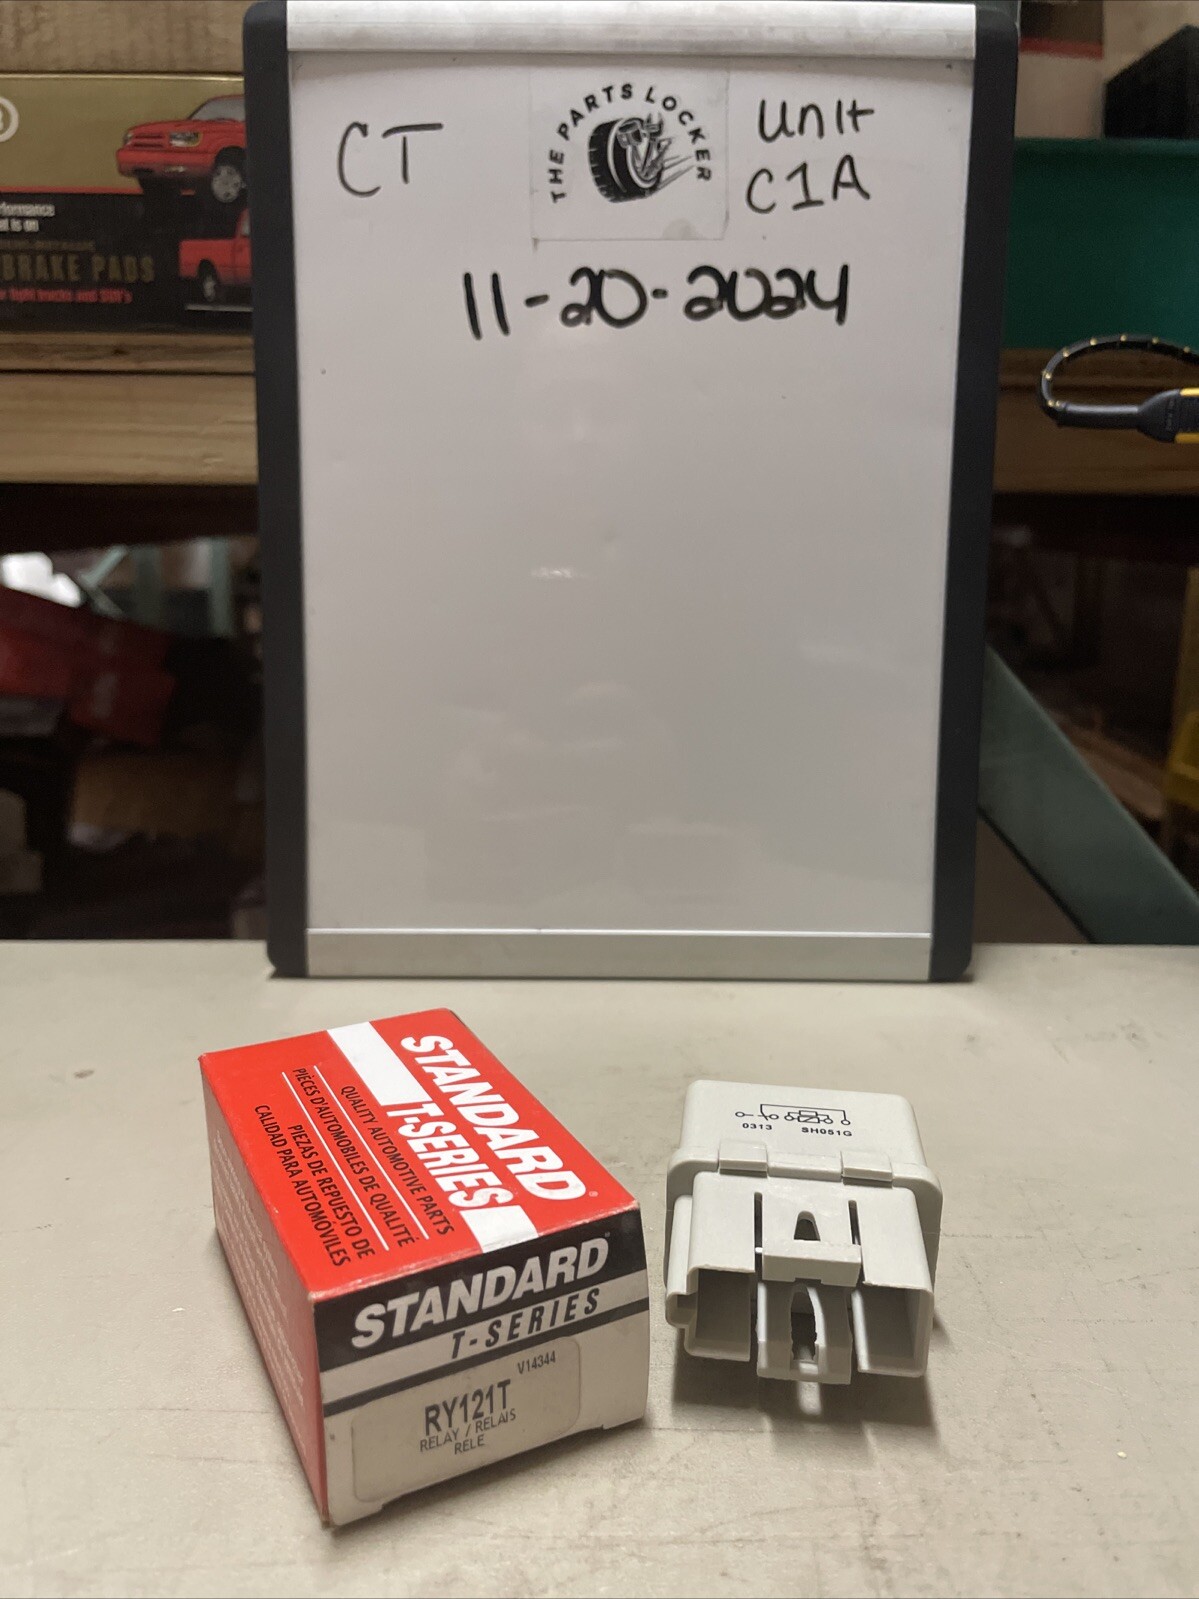 CT
THE PARTS LOCKER
Unit
C1A
11-20-2024
BRAKE PADS
STANDARD
T-SERIES
QUALITY AUTOMOTIVE PARTS
PIÈCES D'AUTOMOBILES DE QUALITÉ
PIEZAS DE REPUESTO DE
CALIDAD PARA AUTOMÓVILES
STANDARD
T-SERIES
V14344
RY121T
RELAY / RELAIS
RELE
0313 SH051G